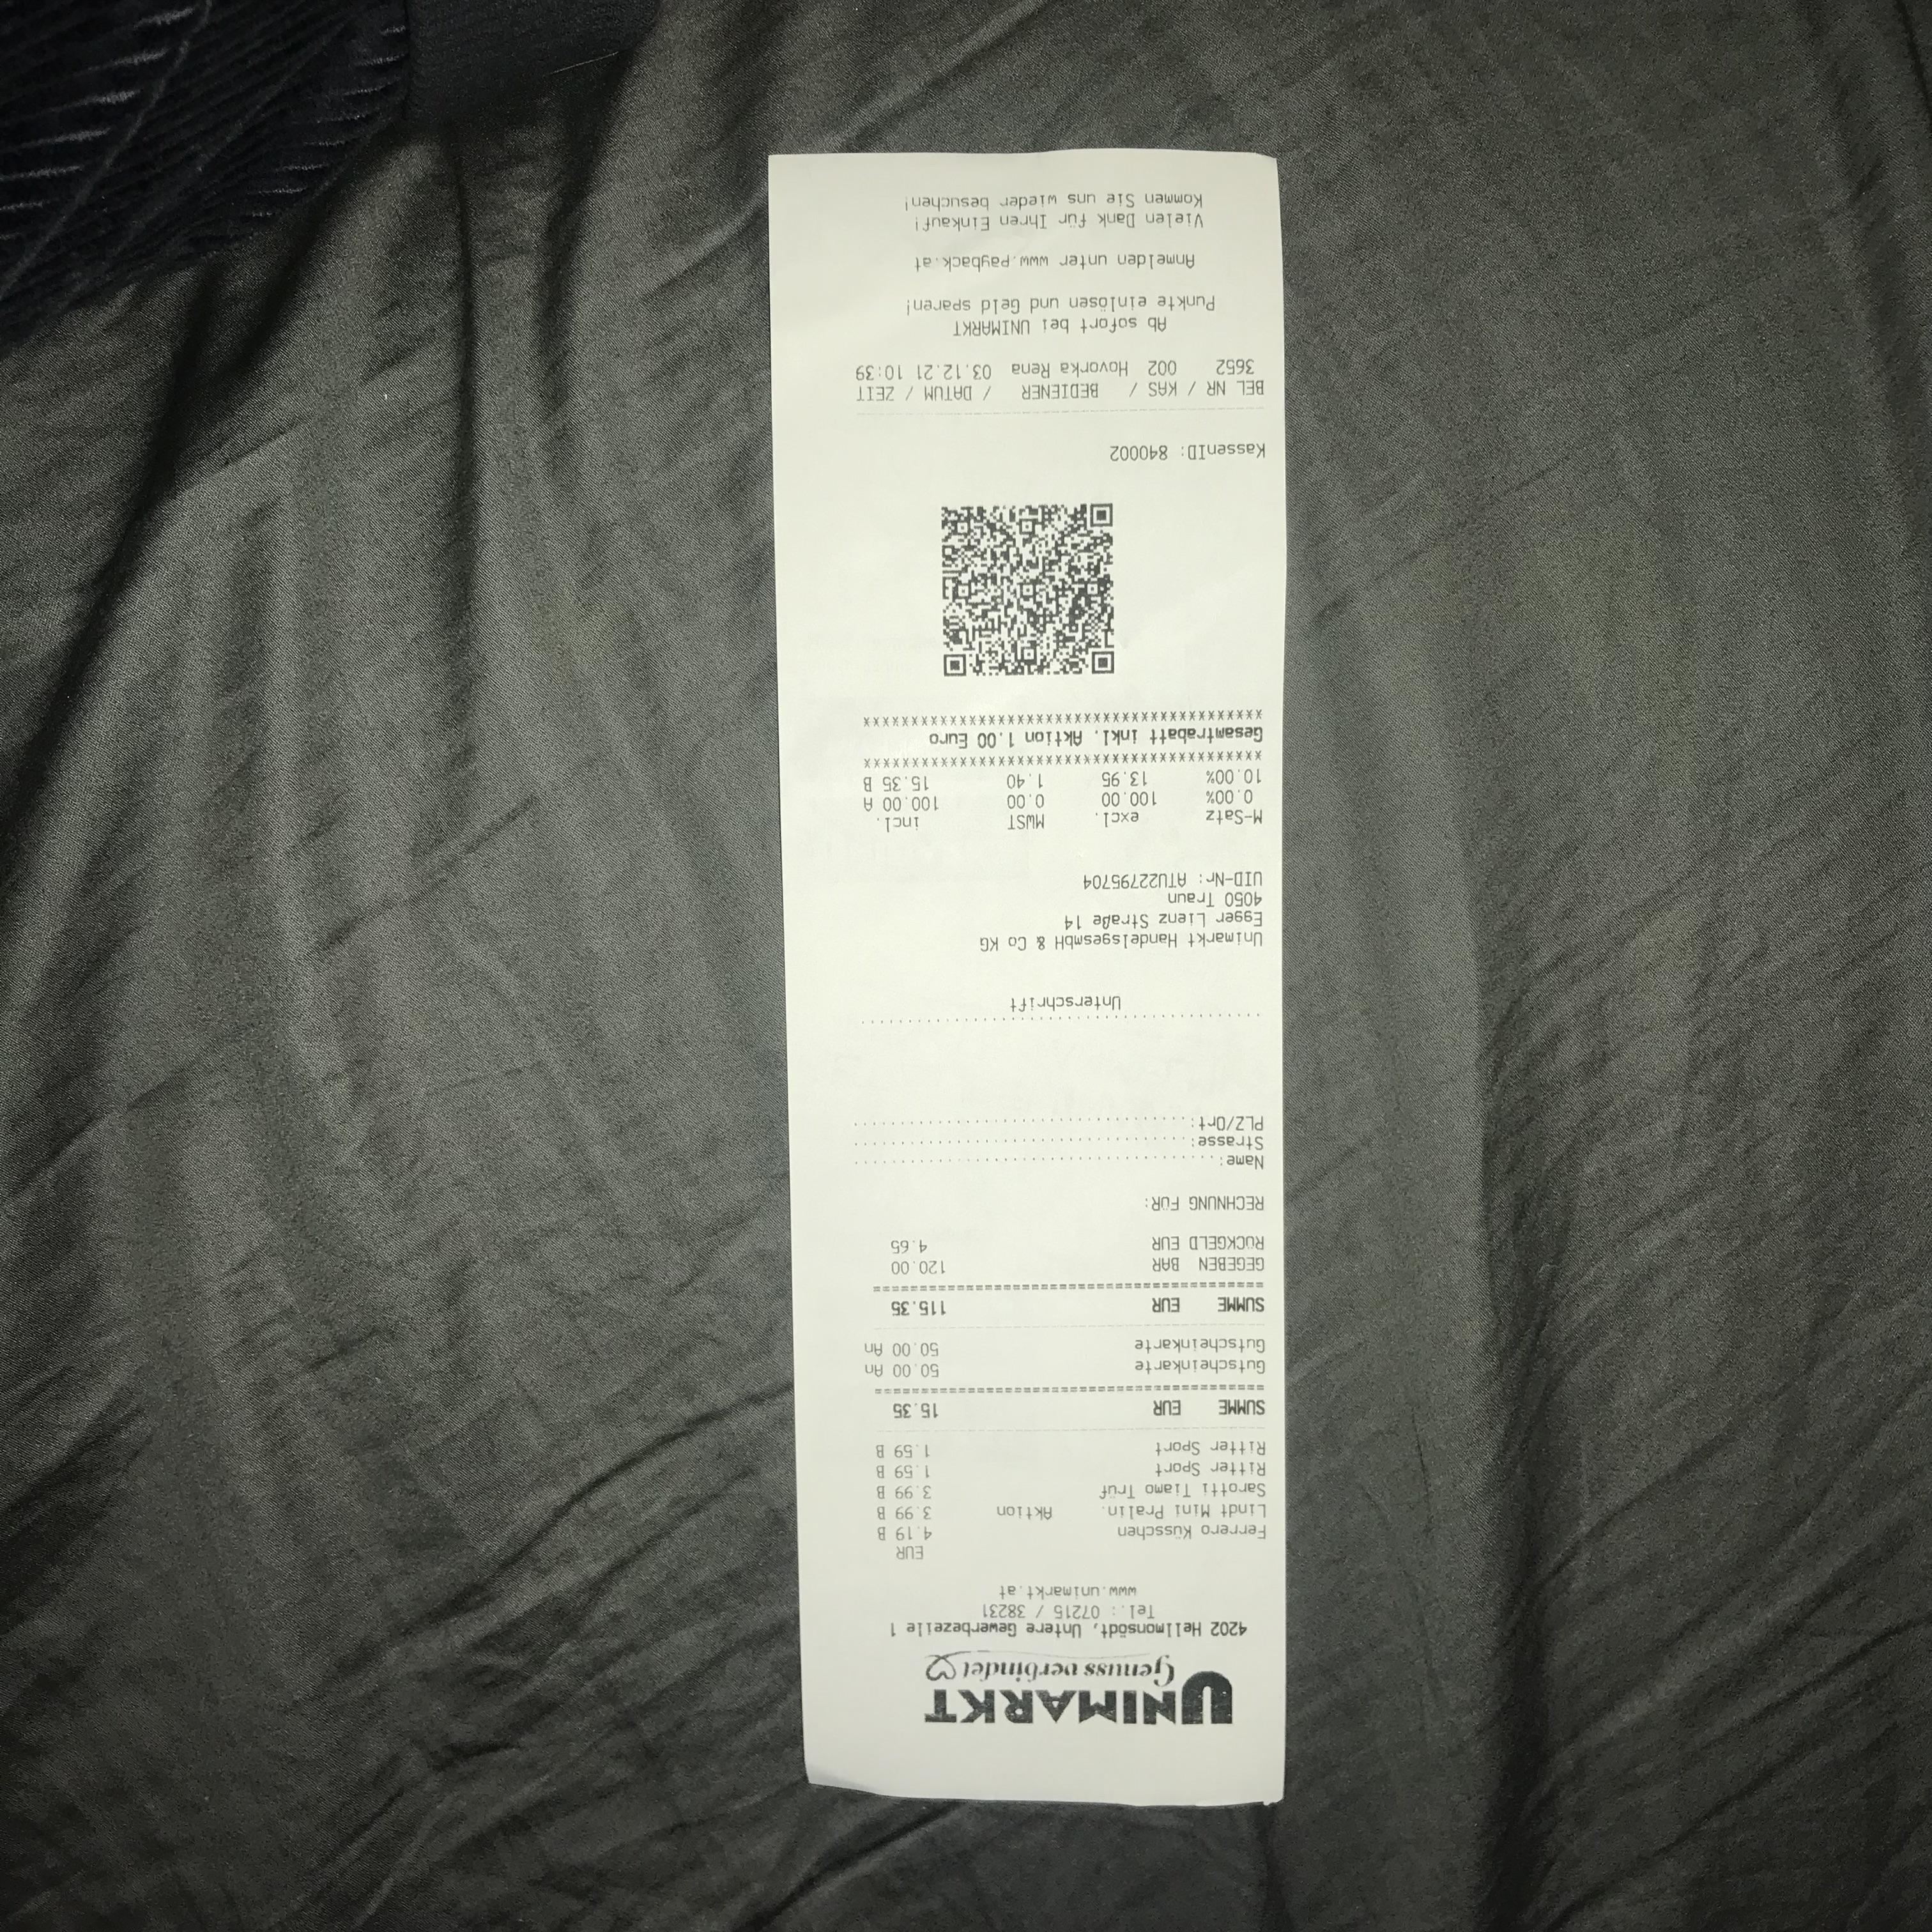 UNIMARKT
Genuss verbindet
4202 Hellmonsödt, Untere Gewerbezeile 1
Tel.: 07215 / 38231
www.unimarkt.at
EUR
Ferrero Küsschen 4.19 B
Lindt Mini Pralin. Aktion 3.99 B
Sarotti Tiamo Trüf 3.99 B
Ritter Sport 1.59 B
Ritter Sport 1.59 B
SUMME EUR 15.35
========================================
Gutscheinkarte 50.00 An
Gutscheinkarte 50.00 An
SUMME EUR 115.35
========================================
GEGEBEN BAR 120.00
RÜCKGELD EUR 4.65
RECHNUNG FÜR:
Name:......................................
Strasse:...................................
PLZ/Ort:...................................
...........................................
Unterschrift
Unimarkt HandelsgesmbH & Co KG
Egger Lienz Straße 14
4050 Traun
UID-Nr: ATU22795704
M-Satz excl. MWST incl.
0.00% 100.00 0.00 100.00 A
10.00% 13.95 1.40 15.35 B
******************************************
Gesamtrabatt inkl. Aktion 1.00 Euro
******************************************
KassenID: 840002
BEL NR / KAS / BEDIENER / DATUM / ZEIT
3652 002 Hovorka Rena 03.12.21 10:39
Ab sofort bei UNIMARKT
Punkte einlösen und Geld sparen!
Anmelden unter www.payback.at
Vielen Dank für Ihren Einkauf!
Kommen Sie uns wieder besuchen!